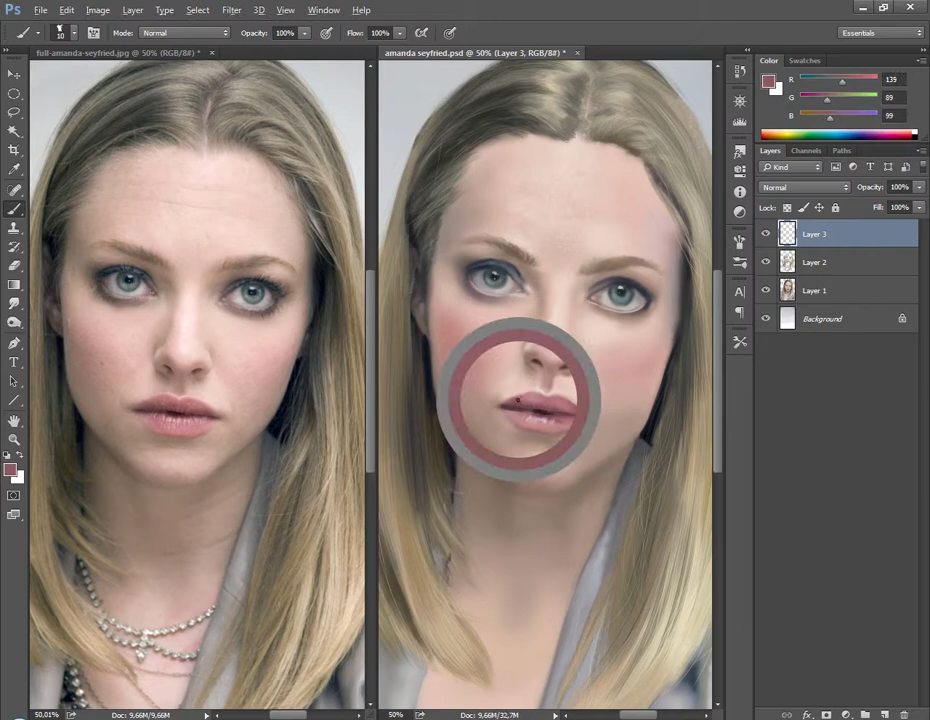 Ps File Edit Image Layer Type Select Filter 3D View Window Help
10 Mode: Normal Opacity: 100% Flow: 100% Essentials
full-amanda-seyfried.jpg @ 50% (RGB/8#) * × amanda seyfried.psd @ 50% (Layer 3, RGB/8#) * ×
Color Swatches
R 139
G 89
B 99
Layers Channels Paths
Kind
Normal Opacity: 100%
Lock: Fill: 100%
Layer 3
Layer 2
Layer 1
Background
50,01% Doc: 9,66M/9,66M 50% Doc: 9,66M/32,7M